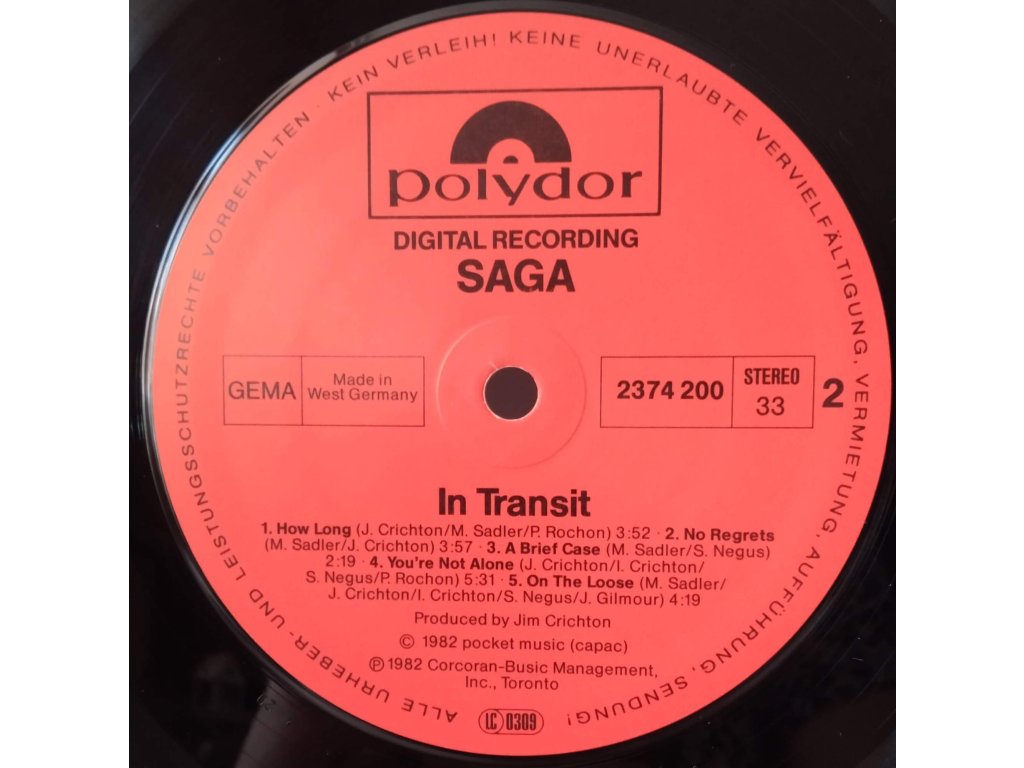 ALLE URHEBER- UND LEISTUNGSSCHUTZRECHTE VORBEHALTEN · KEIN VERLEIH! KEINE UNERLAUBTE VERVIELFÄLTIGUNG, VERMIETUNG, AUFFÜHRUNG, SENDUNG!
polydor
DIGITAL RECORDING
SAGA
GEMA
Made in
West Germany
2374 200
STEREO
33
2
In Transit
1. How Long (J. Crichton/M. Sadler/P. Rochon) 3:52 · 2. No Regrets
(M. Sadler/J. Crichton) 3:57 · 3. A Brief Case (M. Sadler/S. Negus)
2:19 · 4. You're Not Alone (J. Crichton/I. Crichton/
S. Negus/P. Rochon) 5:31 · 5. On The Loose (M. Sadler/
J. Crichton/I. Crichton/S. Negus/J. Gilmour) 4:19
Produced by Jim Crichton
© 1982 pocket music (capac)
℗ 1982 Corcoran-Busic Management,
Inc., Toronto
LC 0309